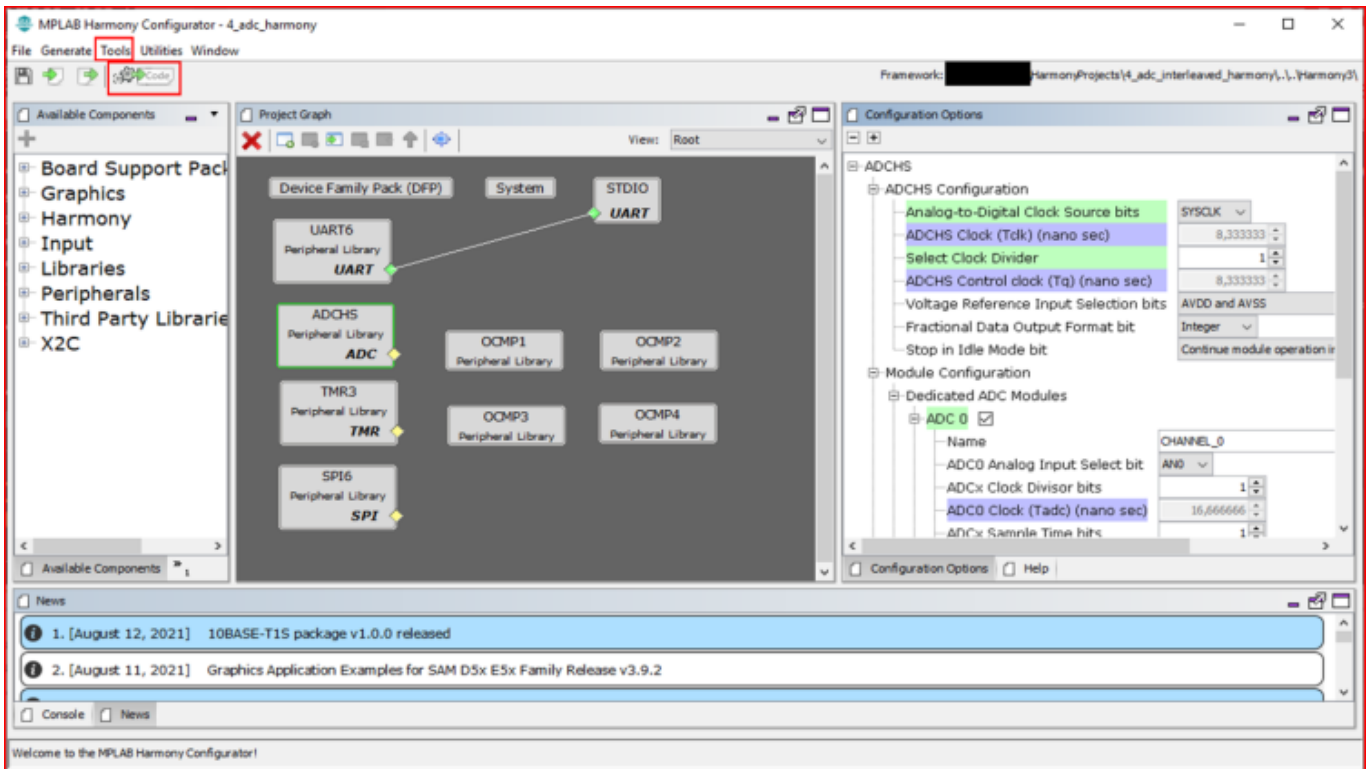 MPLAB Harmony Configurator - 4_adc_harmony
File Generate Tools Utilities Window
Code
Framework: HarmonyProjects\4_adc_interleaved_harmony\..\..\Harmony3\
Available Components
Board Support Pack
Graphics
Harmony
Input
Libraries
Peripherals
Third Party Librarie
X2C
Available Components
1
Project Graph
View: Root
Device Family Pack (DFP)
System
STDIO
UART
UART6
Peripheral Library
UART
ADCHS
Peripheral Library
ADC
OCMP1
Peripheral Library
OCMP2
Peripheral Library
TMR3
Peripheral Library
TMR
OCMP3
Peripheral Library
OCMP4
Peripheral Library
SPI6
Peripheral Library
SPI
Configuration Options
ADCHS
ADCHS Configuration
Analog-to-Digital Clock Source bits SYSCLK
ADCHS Clock (Tclk) (nano sec) 8,333333
Select Clock Divider 1
ADCHS Control clock (Tq) (nano sec) 8,333333
Voltage Reference Input Selection bits AVDD and AVSS
Fractional Data Output Format bit Integer
Stop in Idle Mode bit Continue module operation in
Module Configuration
Dedicated ADC Modules
ADC 0
Name CHANNEL_0
ADC0 Analog Input Select bit AN0
ADCx Clock Divisor bits 1
ADC0 Clock (Tadc) (nano sec) 16,666666
ADCx Sample Time bits 1
Configuration Options Help
News
1. [August 12, 2021] 10BASE-T1S package v1.0.0 released
2. [August 11, 2021] Graphics Application Examples for SAM D5x E5x Family Release v3.9.2
Console News
Welcome to the MPLAB Harmony Configurator!